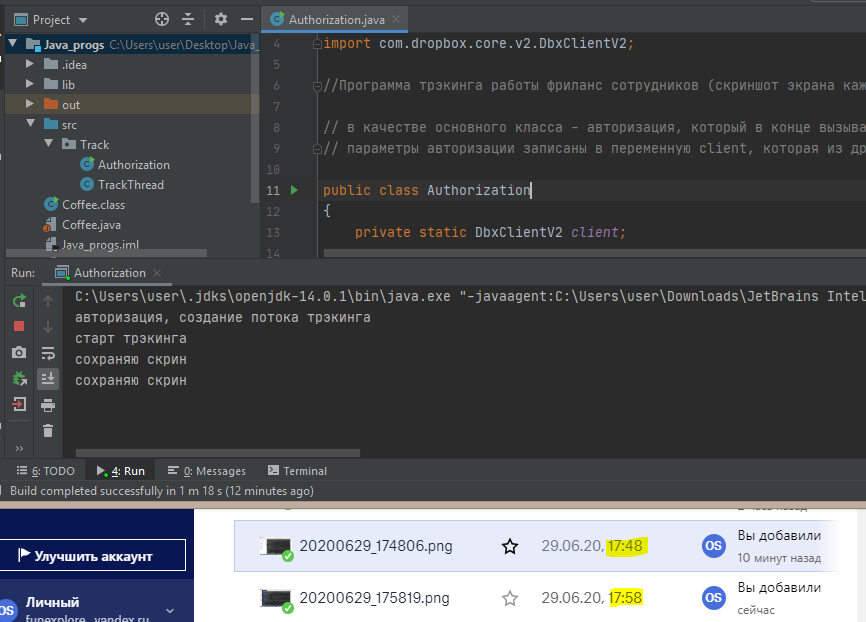 Project
Authorization.java
Java_progs C:\Users\user\Desktop\Java_
.idea
lib
out
src
Track
Authorization
TrackThread
Coffee.class
Coffee.java
Java_progs.iml
4 import com.dropbox.core.v2.DbxClientV2;
5
6 //Программа трэкинга работы фриланс сотрудников (скриншот экрана каж
7
8 // в качестве основного класса - авторизация, который в конце вызыва
9 // параметры авторизации записаны в переменную client, которая из др
10
11 public class Authorization
12 {
13 private static DbxClientV2 client;
14
Run: Authorization
C:\Users\user\.jdks\openjdk-14.0.1\bin\java.exe "-javaagent:C:\Users\user\Downloads\JetBrains Intel
авторизация, создание потока трэкинга
старт трэкинга
сохраняю скрин
сохраняю скрин
6: TODO 4: Run 0: Messages Terminal
Build completed successfully in 1 m 18 s (12 minutes ago)
Улучшить аккаунт
OS Личный
20200629_174806.png 29.06.20, 17:48 OS Вы добавили
10 минут назад
20200629_175819.png 29.06.20, 17:58 OS Вы добавили
сейчас